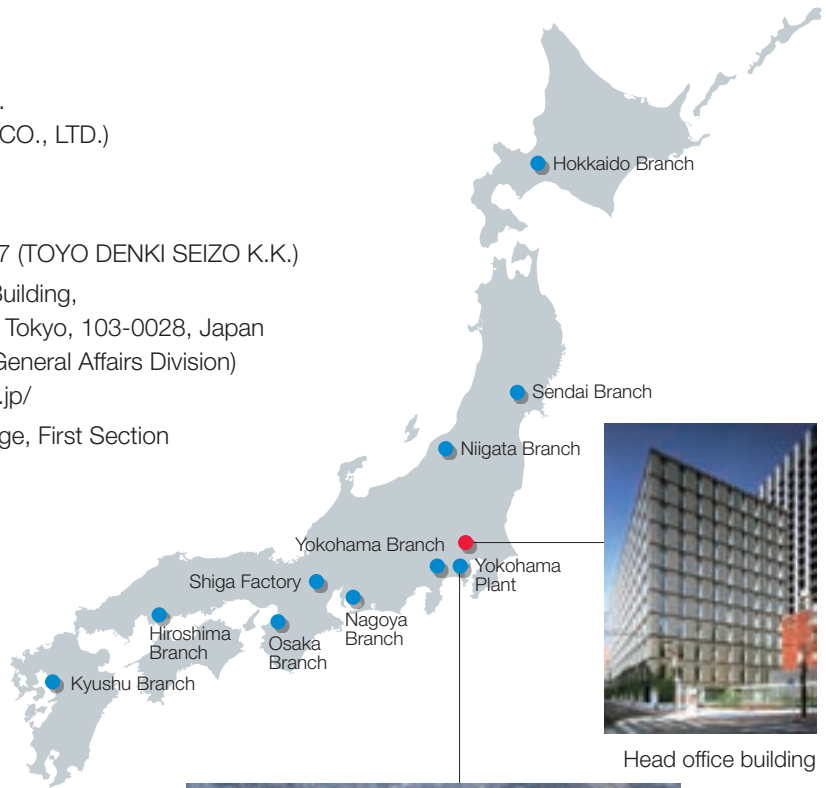 .
CO., LTD.)
7 (TOYO DENKI SEIZO K.K.)
Building,
Tokyo, 103-0028, Japan
General Affairs Division)
.jp/
ge, First Section
Hokkaido Branch
Sendai Branch
Niigata Branch
Yokohama Branch
Yokohama
Plant
Shiga Factory
Nagoya
Branch
Hiroshima
Branch
Osaka
Branch
Kyushu Branch
Head office building